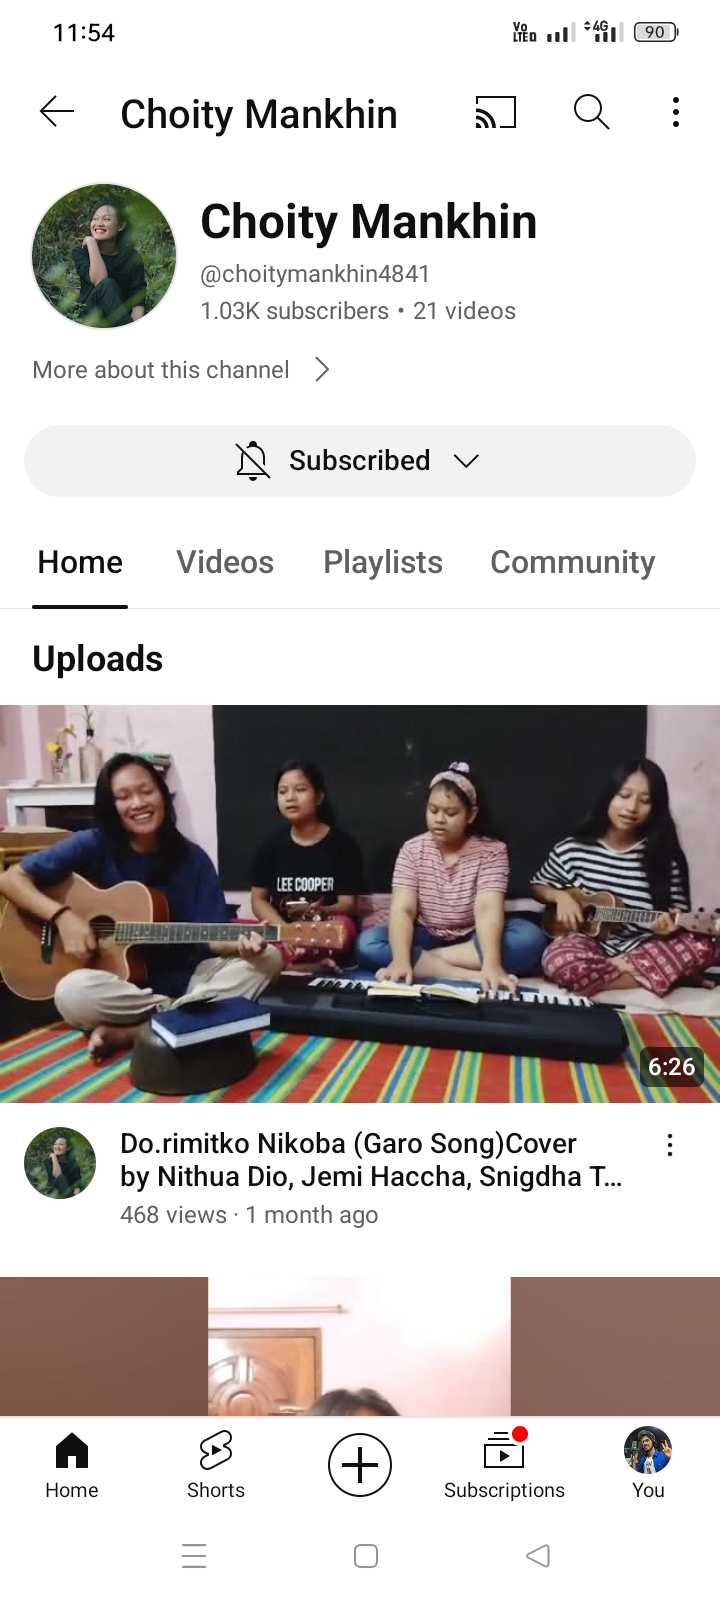 11:54
Vo LTED 4G 90
Choity Mankhin
Choity Mankhin
@choitymankhin4841
1.03K subscribers • 21 videos
More about this channel
Subscribed
Home Videos Playlists Community
Uploads
LEE COOPER
6:26
Do.rimitko Nikoba (Garo Song)Cover
by Nithua Dio, Jemi Haccha, Snigdha T...
468 views · 1 month ago
Home Shorts Subscriptions You